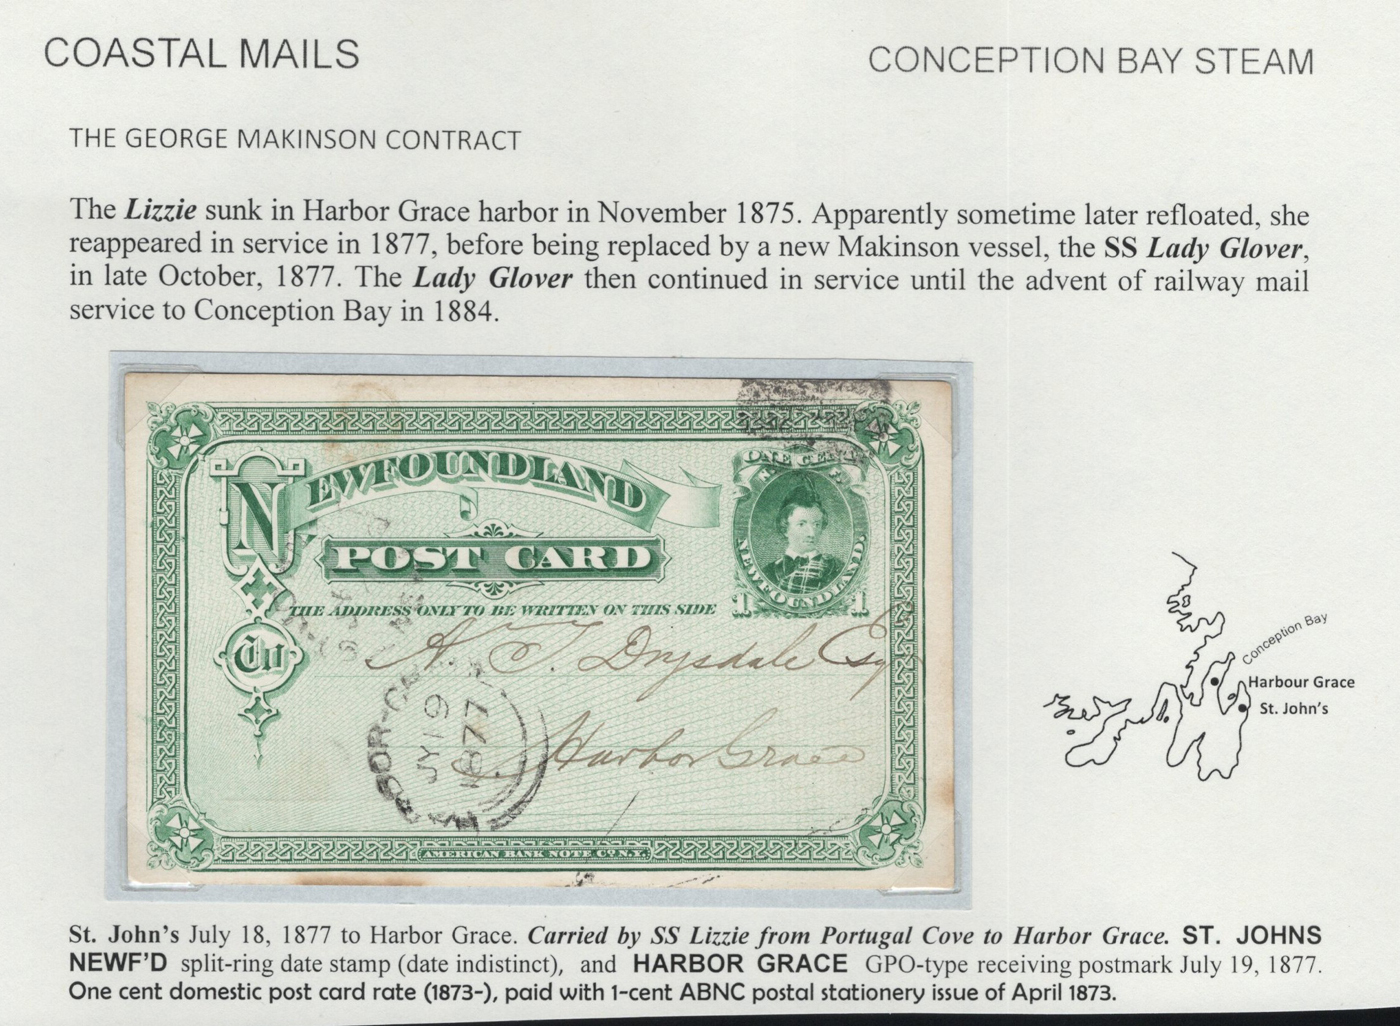 COASTAL MAILS
CONCEPTION BAY STEAM
THE GEORGE MAKINSON CONTRACT
The Lizzie sunk in Harbor Grace harbor in November 1875. Apparently sometime later refloated, she
reappeared in service in 1877, before being replaced by a new Makinson vessel, the SS Lady Glover,
in late October, 1877. The Lady Glover then continued in service until the advent of railway mail
service to Conception Bay in 1884.
ONE CENT
NEWFOUNDLAND
POST CARD
NEWFOUNDLAND.
1 1
THE ADDRESS ONLY TO BE WRITTEN ON THIS SIDE
To
A. T. Drysdale Esq
HARBOR-GRACE
JY 19
1877
Harbor Grace
AMERICAN BANK NOTE CO. N.Y.
Conception Bay
Harbour Grace
St. John's
St. John's July 18, 1877 to Harbor Grace. Carried by SS Lizzie from Portugal Cove to Harbor Grace. ST. JOHNS
NEWF'D split-ring date stamp (date indistinct), and HARBOR GRACE GPO-type receiving postmark July 19, 1877.
One cent domestic post card rate (1873-), paid with 1-cent ABNC postal stationery issue of April 1873.